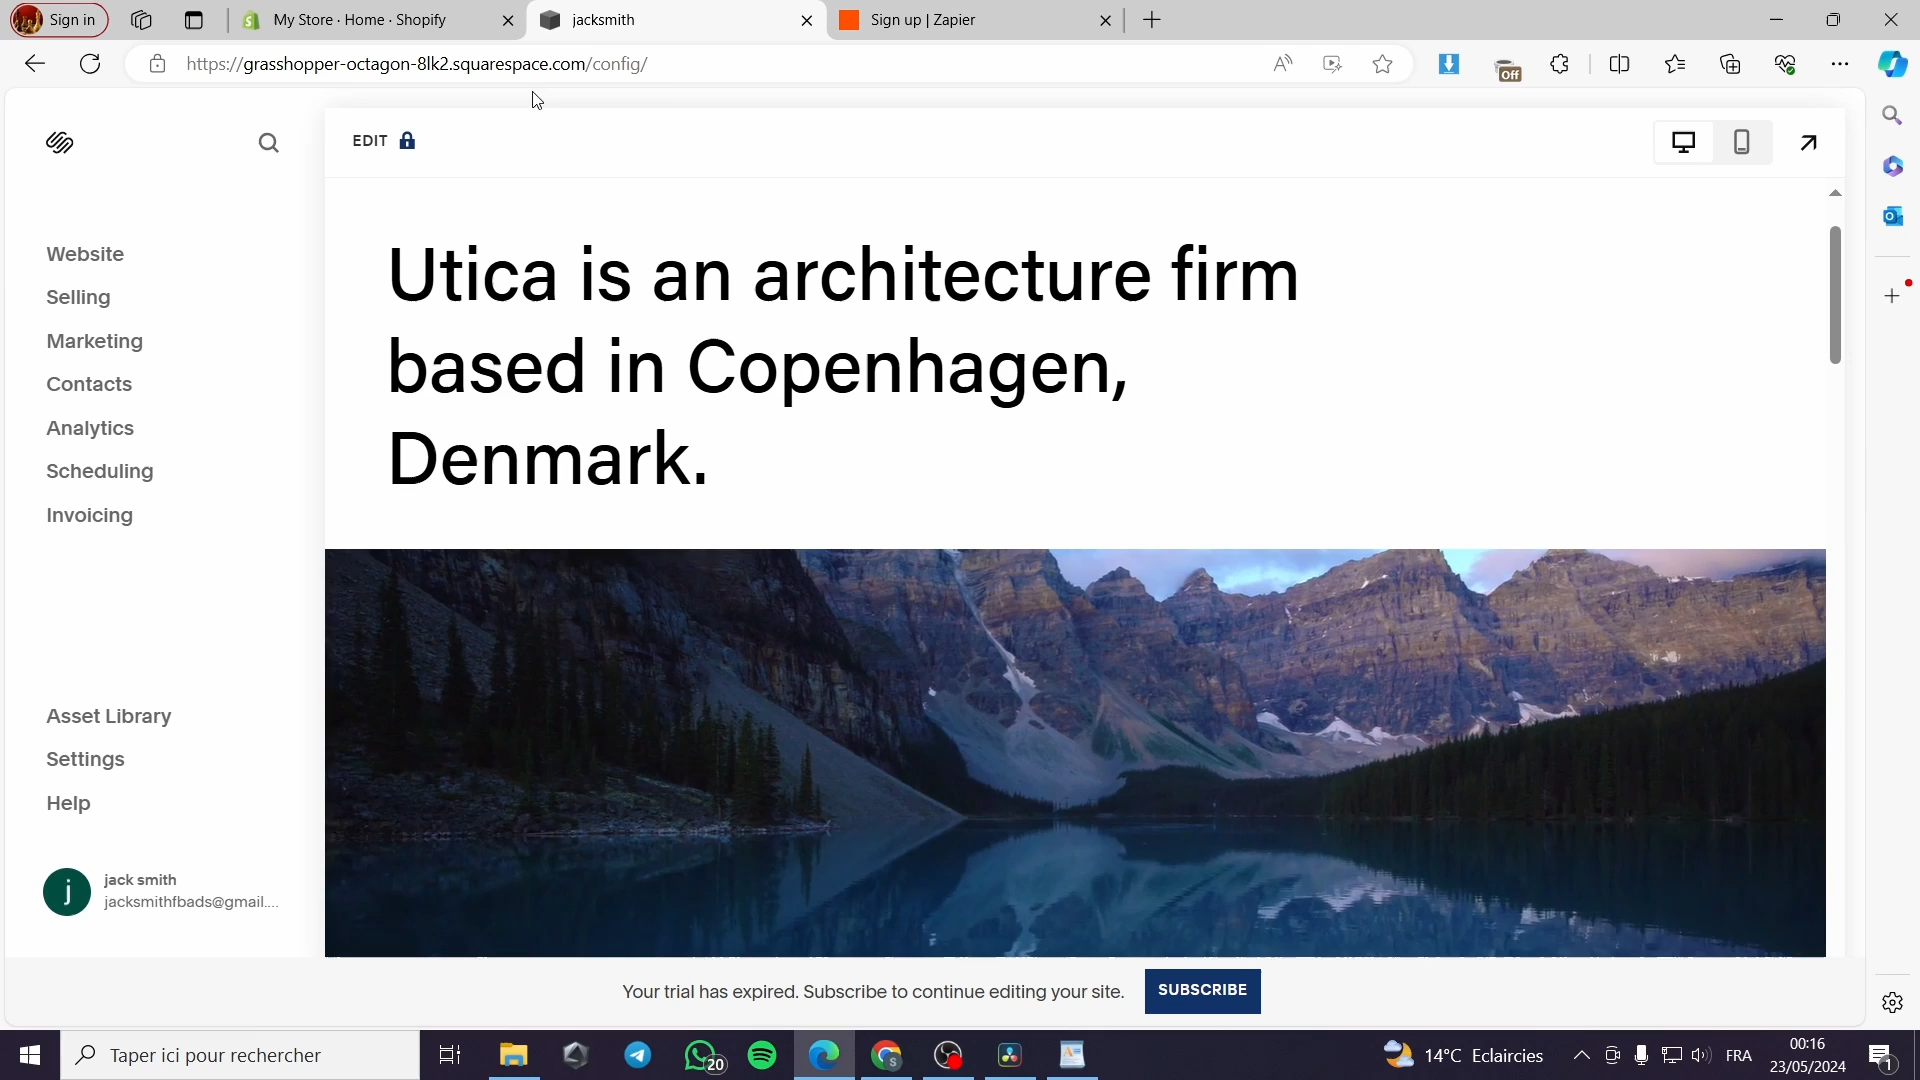 Sign in
My Store · Home · Shopify
jacksmith
Sign up | Zapier
https://grasshopper-octagon-8lk2.squarespace.com/config/
Off
EDIT
Website
Selling
Marketing
Contacts
Analytics
Scheduling
Invoicing
Asset Library
Settings
Help
j
jack smith
jacksmithfbads@gmail....
Utica is an architecture firm
based in Copenhagen,
Denmark.
Your trial has expired. Subscribe to continue editing your site.
SUBSCRIBE
Taper ici pour rechercher
20
14°C Eclaircies
FRA
00:16
23/05/2024
1